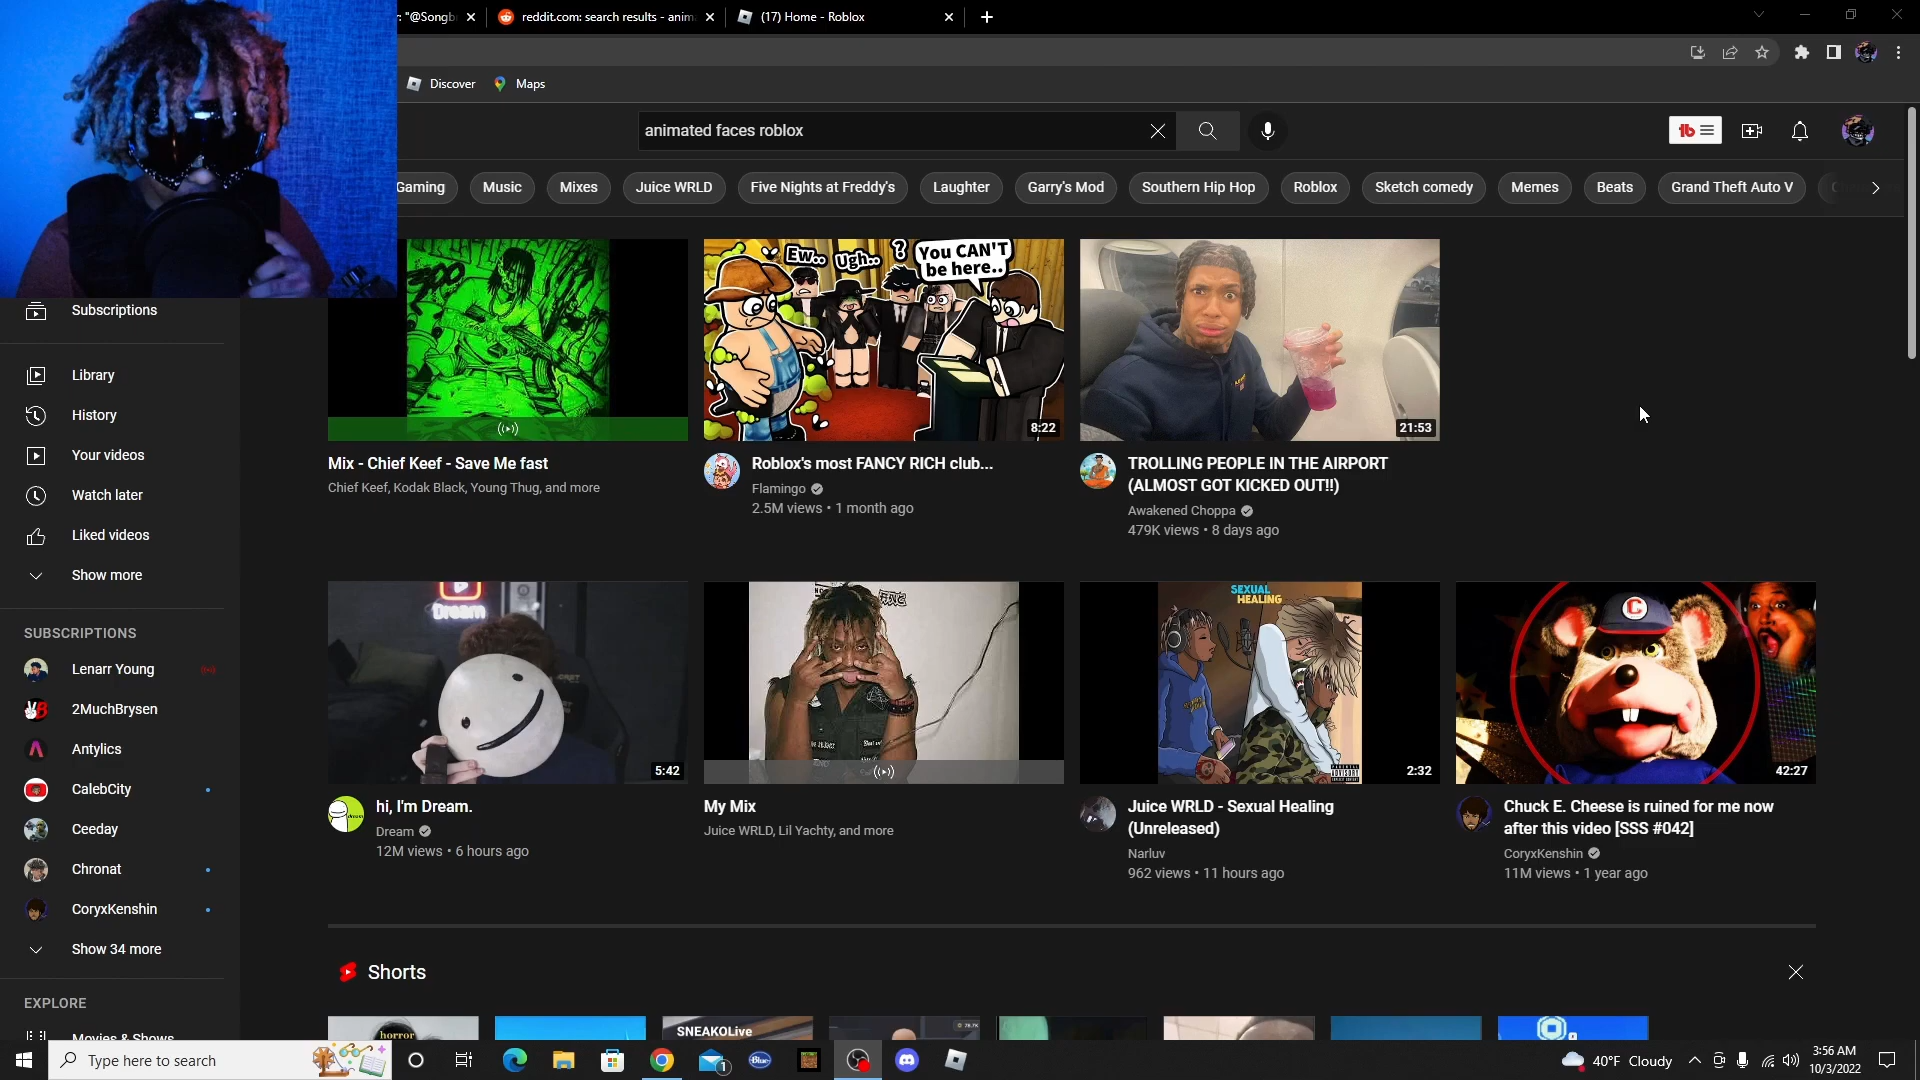 : "@Songb
reddit.com: search results - anim
(17) Home - Roblox
Discover
Maps
animated faces roblox
Gaming
Music
Mixes
Juice WRLD
Five Nights at Freddy's
Laughter
Garry's Mod
Southern Hip Hop
Roblox
Sketch comedy
Memes
Beats
Grand Theft Auto V
Subscriptions
Library
History
Your videos
Watch later
Liked videos
Show more
SUBSCRIPTIONS
Lenarr Young
2MuchBrysen
Antylics
CalebCity
Ceeday
Chronat
CoryxKenshin
Show 34 more
EXPLORE
Movies & Shows
Mix - Chief Keef - Save Me fast
Chief Keef, Kodak Black, Young Thug, and more
Ew..
Ugh..
?
You CAN'T
be here..
8:22
Roblox's most FANCY RICH club...
Flamingo
2.5M views • 1 month ago
21:53
TROLLING PEOPLE IN THE AIRPORT
(ALMOST GOT KICKED OUT!!)
Awakened Choppa
479K views • 8 days ago
Dream
5:42
hi, I'm Dream.
Dream
12M views • 6 hours ago
My Mix
Juice WRLD, Lil Yachty, and more
SEXUAL
HEALING
2:32
Juice WRLD - Sexual Healing
(Unreleased)
Narluv
962 views • 11 hours ago
C
42:27
Chuck E. Cheese is ruined for me now
after this video [SSS #042]
CoryxKenshin
11M views • 1 year ago
Shorts
horror
SNEAKOLive
Type here to search
1
40°F Cloudy
3:56 AM
10/3/2022